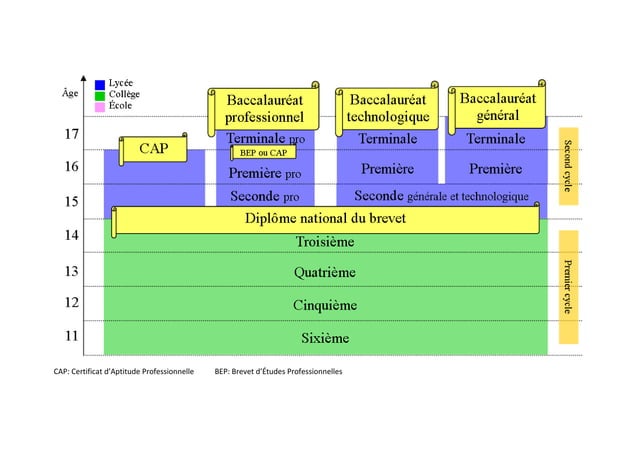 Lycée
Collège
École
Âge
Baccalauréat
professionnel
Baccalauréat
technologique
Baccalauréat
général
17
Terminale pro
Terminale
Terminale
CAP
BEP ou CAP
16
Première pro
Première
Première
Second cycle
15
Seconde pro
Seconde générale et technologique
Diplôme national du brevet
14
Troisième
13
Quatrième
Premier cycle
12
Cinquième
11
Sixième
CAP: Certificat d'Aptitude Professionnelle BEP: Brevet d'Études Professionnelles